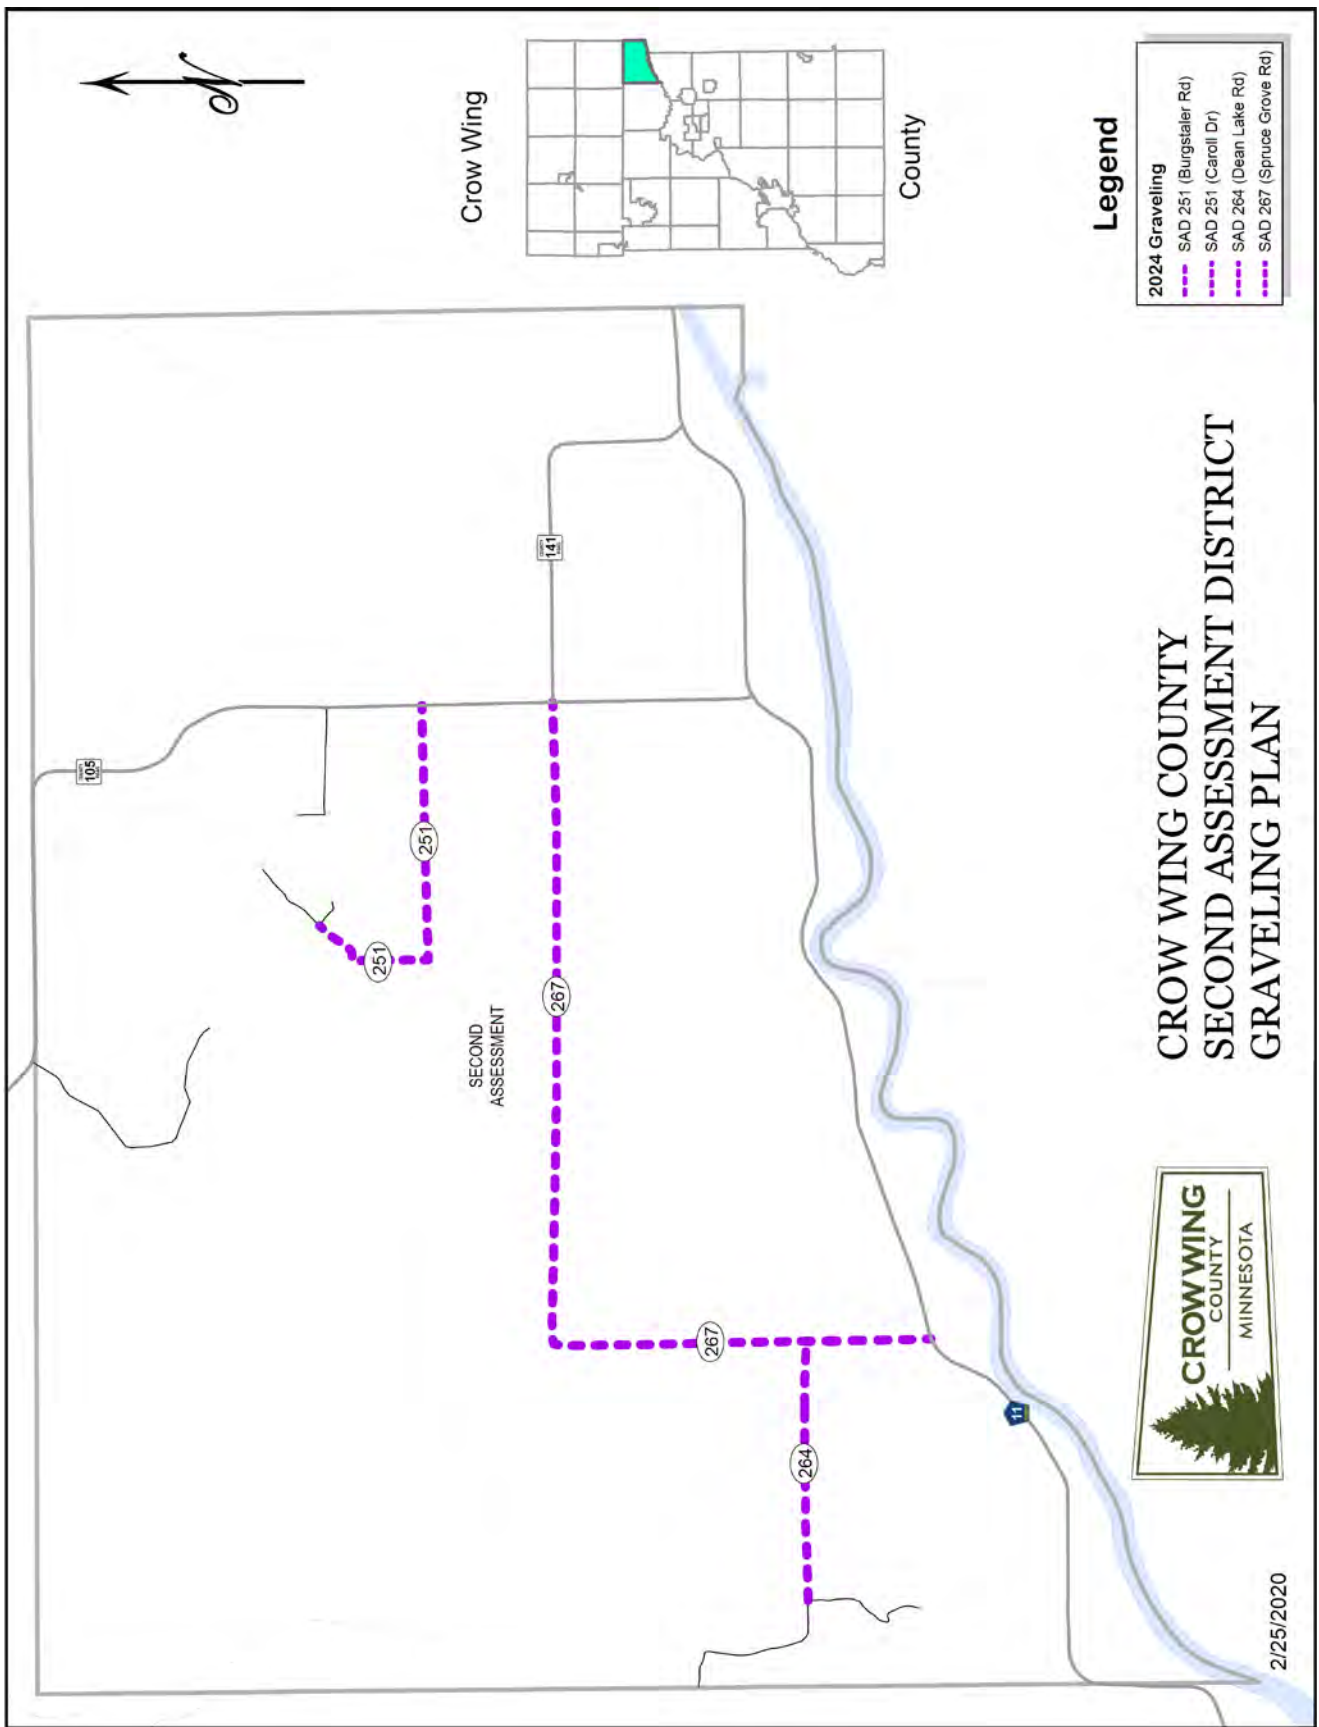 N
Crow Wing
County
Legend
2024 Graveling
SAD 251 (Burgstaler Rd)
SAD 251 (Caroll Dr)
SAD 264 (Dean Lake Rd)
SAD 267 (Spruce Grove Rd)
105
141
251
251
SECOND
ASSESSMENT
267
267
264
11
CROW WING COUNTY
SECOND ASSESSMENT DISTRICT
GRAVELING PLAN
CROW WING
COUNTY
MINNESOTA
2/25/2020